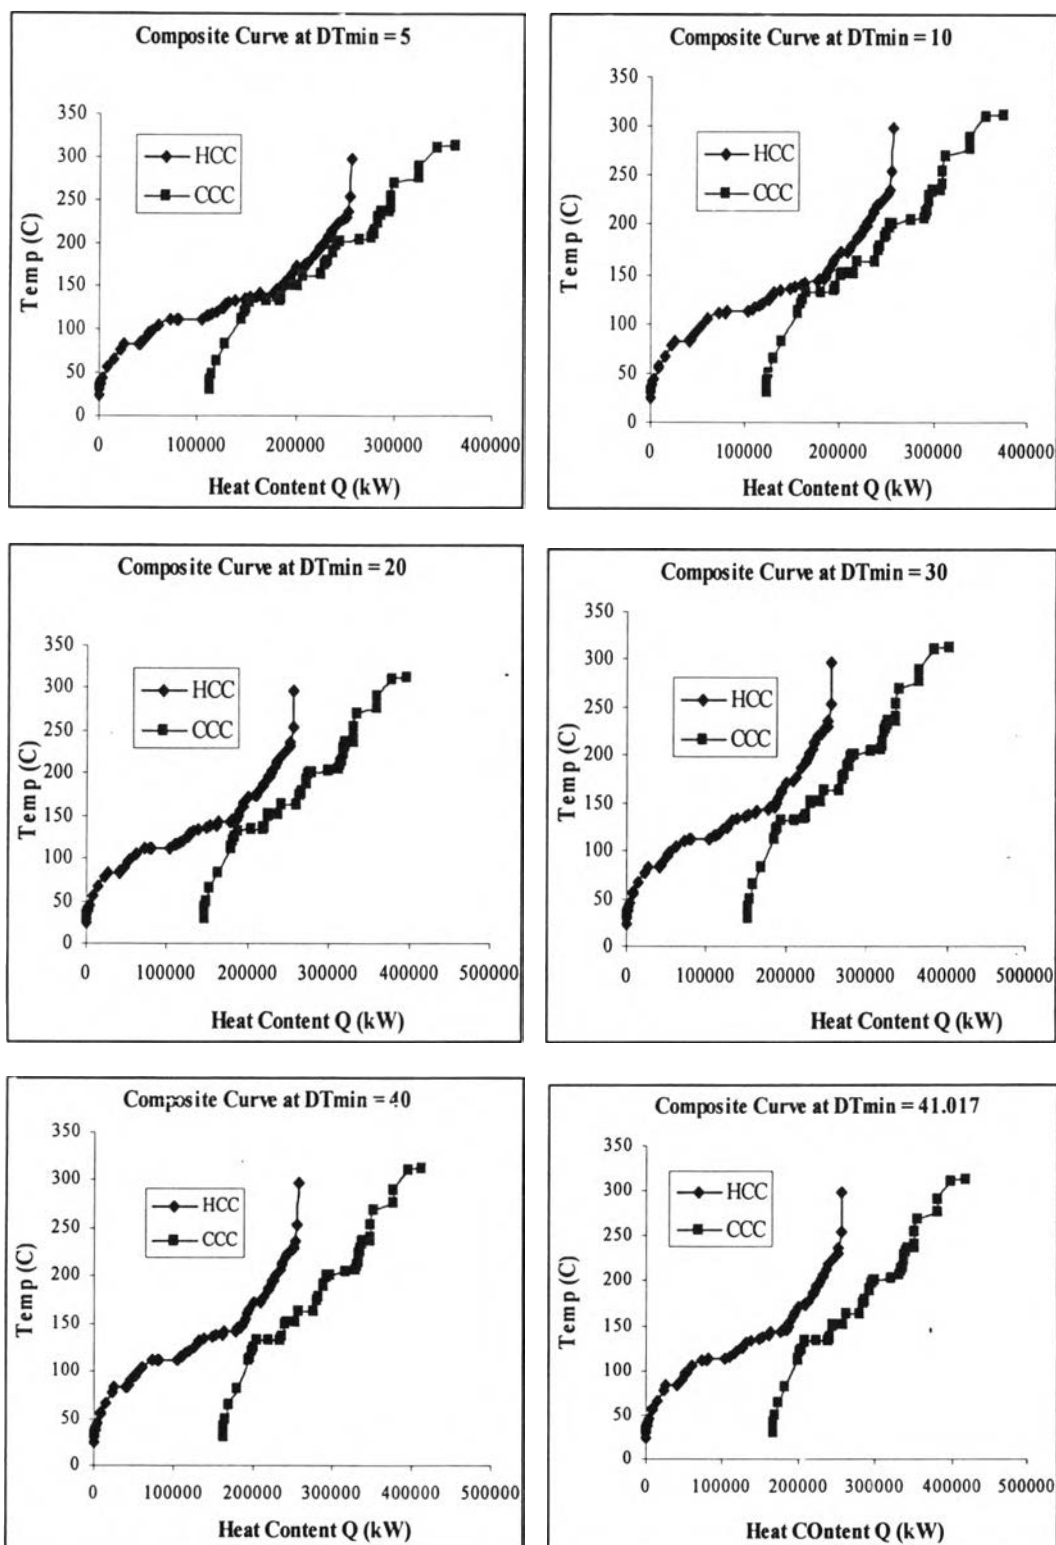 Composite Curve at DTmin = 5
Temp (C)
350
300
250
200
150
100
50
0
HCC
CCC
0 100000 200000 300000 400000
Heat Content Q (kW)
Composite Curve at DTmin = 10
Temp (C)
350
300
250
200
150
100
50
0
HCC
CCC
0 100000 200000 300000 400000
Heat Content Q (kW)
Composite Curve at DTmin = 20
Temp (C)
350
300
250
200
150
100
50
0
HCC
CCC
0 100000 200000 300000 400000 500000
Heat Content Q (kW)
Composite Curve at DTmin = 30
Temp (C)
350
300
250
200
150
100
50
0
HCC
CCC
0 100000 200000 300000 400000 500000
Heat Content Q (kW)
Composite Curve at DTmin = 40
Temp (C)
350
300
250
200
150
100
50
0
HCC
CCC
0 100000 200000 300000 400000 500000
Heat Content Q (kW)
Composite Curve at DTmin = 41.017
Temp (C)
350
300
250
200
150
100
50
0
HCC
CCC
0 100000 200000 300000 400000 500000
Heat COntent Q (kW)